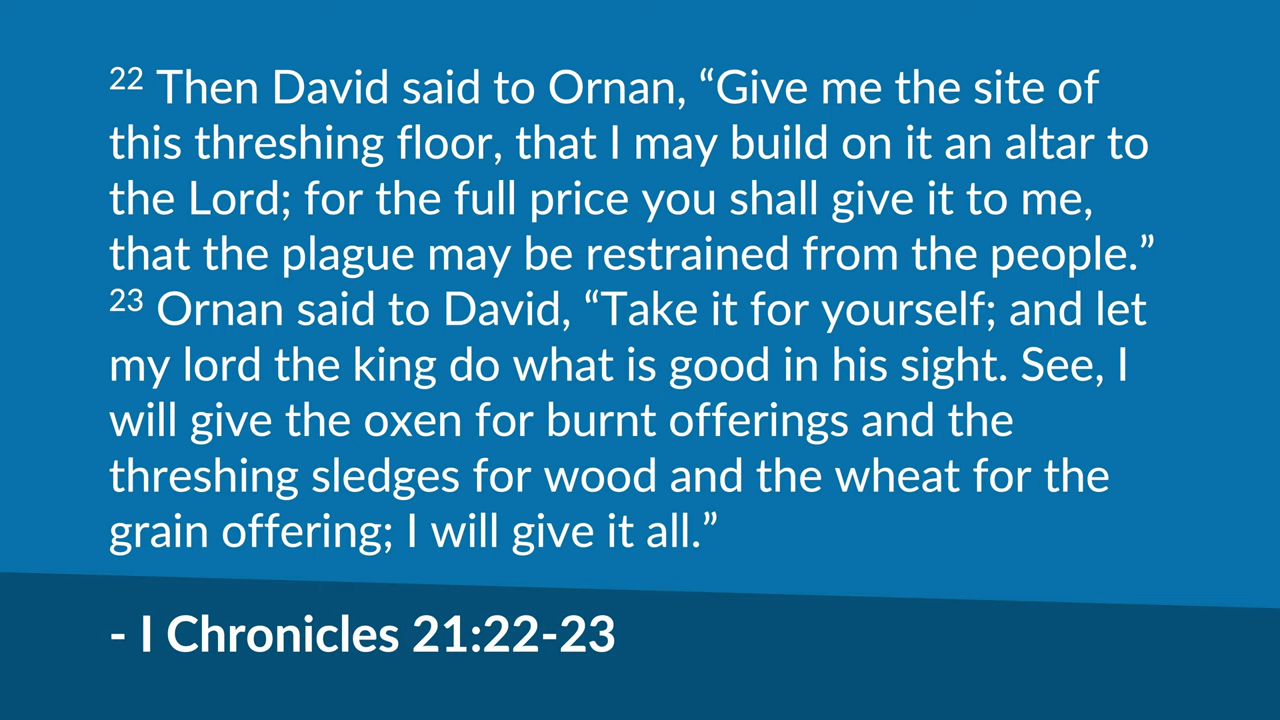 22 Then David said to Ornan, “Give me the site of
this threshing floor, that I may build on it an altar to
the Lord; for the full price you shall give it to me,
that the plague may be restrained from the people.”
23 Ornan said to David, “Take it for yourself; and let
my lord the king do what is good in his sight. See, I
will give the oxen for burnt offerings and the
threshing sledges for wood and the wheat for the
grain offering; I will give it all.”
- I Chronicles 21:22-23